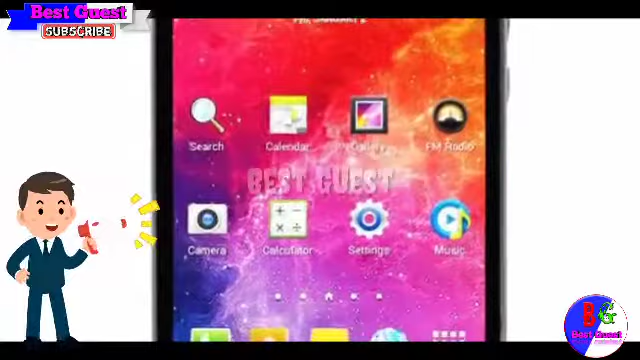 Best Guest
SUBSCRIBE
Search
Calendar
Gallery
FM Radio
BEST GUEST
Camera
Calculator
Settings
Music
Best Guest